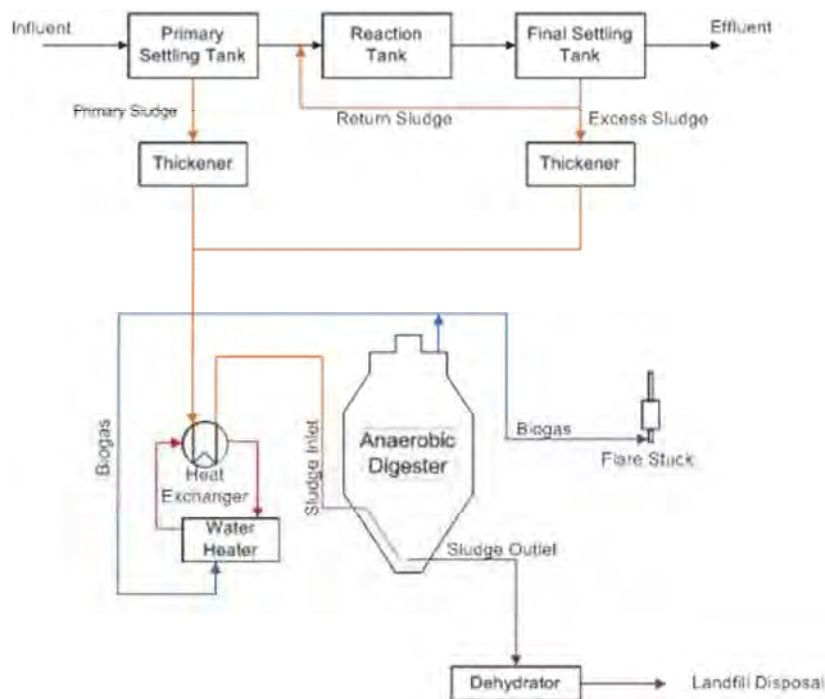 Influent
Primary
Settling Tank
Reaction
Tank
Final Settling
Tank
Effluent
Primary Sludge
Return Sludge
Excess Sludge
Thickener
Thickener
Biogas
Sludge Inlet
Anaerobic
Digester
Biogas
Flare Stuck
Heat
Exchanger
Water
Heater
Sludge Outlet
Dehydrator
Landfill Disposal